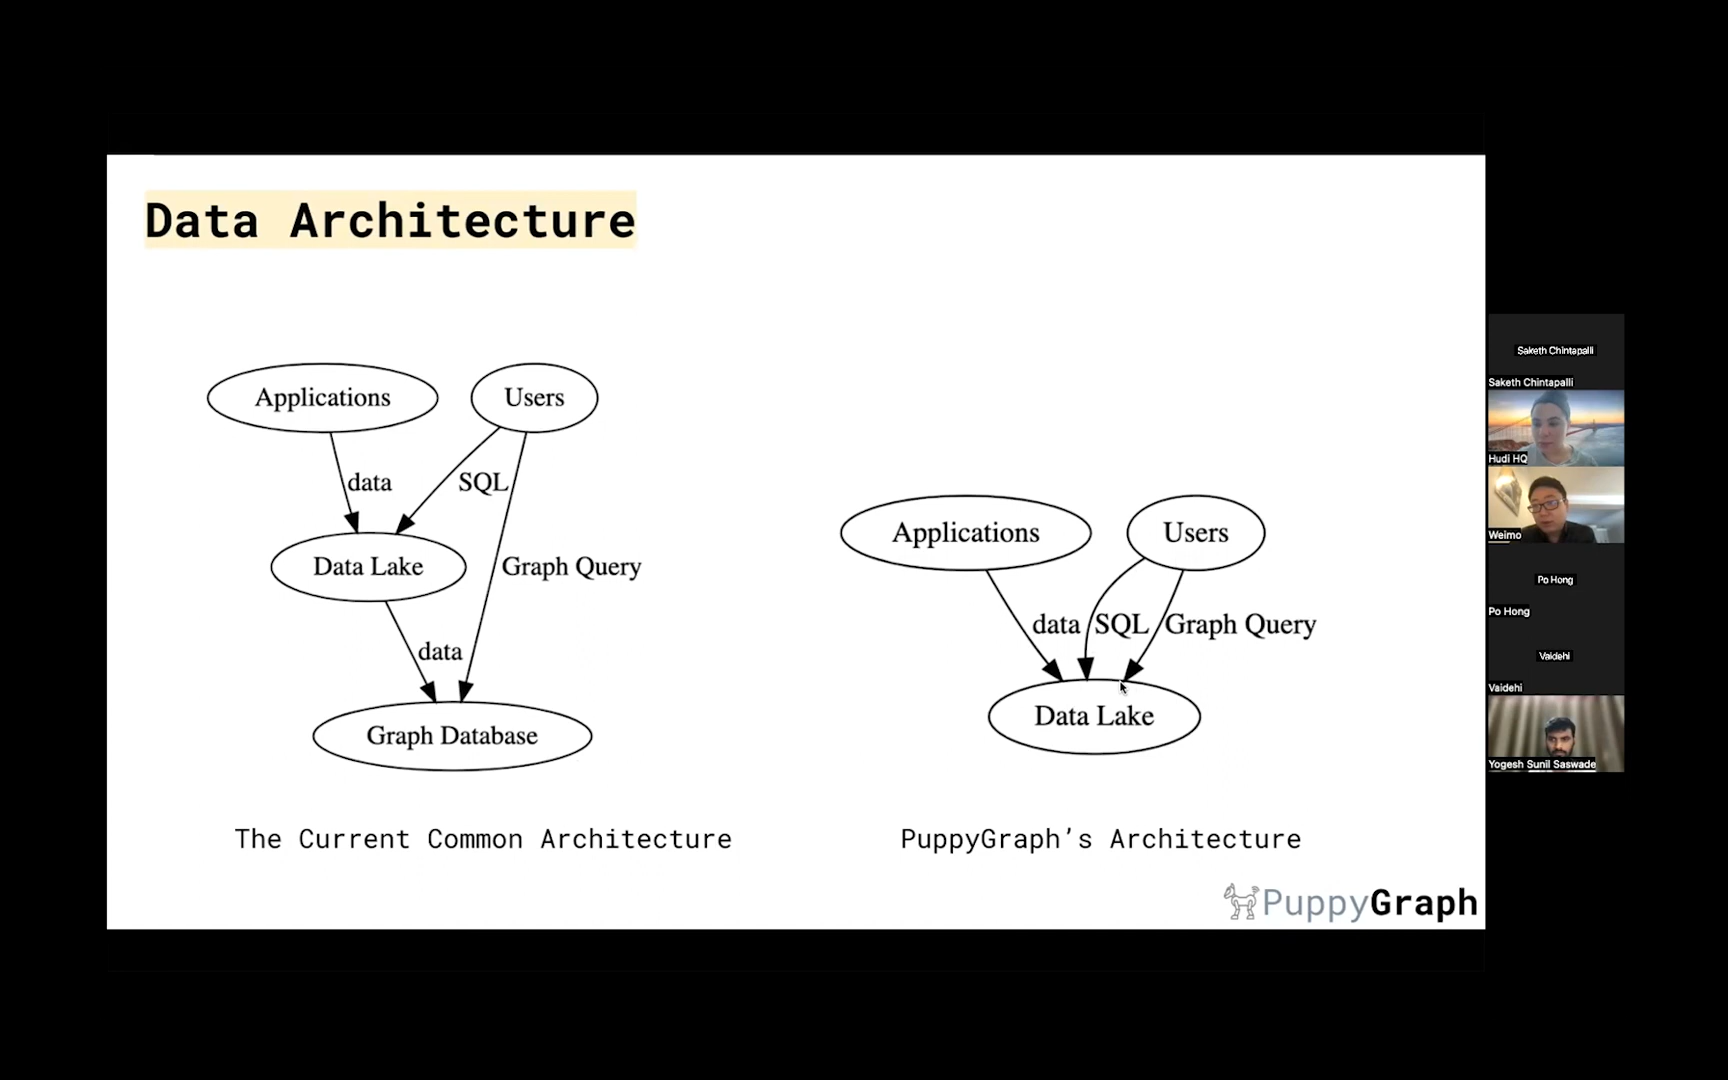 Data Architecture
Applications
Users
data
SQL
Data Lake
Graph Query
data
Graph Database
The Current Common Architecture
Applications
Users
data
SQL
Graph Query
Data Lake
PuppyGraph’s Architecture
PuppyGraph
Saketh Chintapalli
Saketh Chintapalli
Hudi HQ
Weimo
Po Hong
Po Hong
Vaidehi
Vaidehi
Yogesh Sunil Saswade